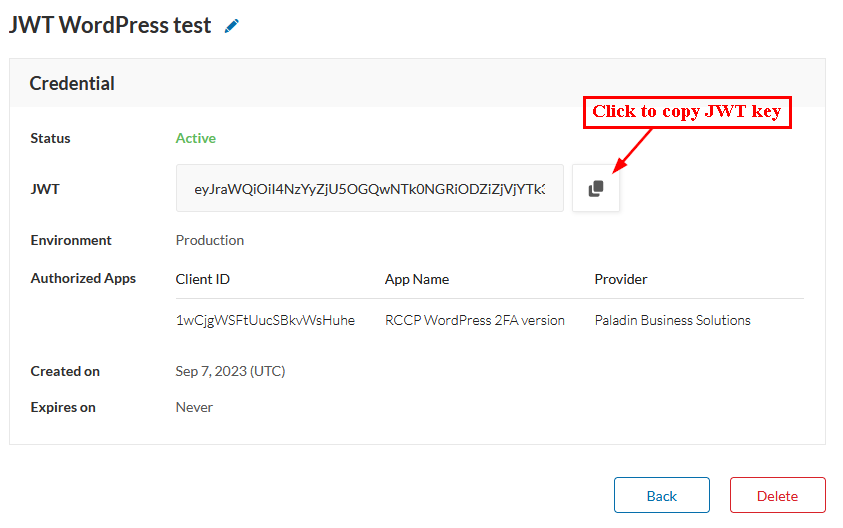 JWT WordPress test
Credential
Click to copy JWT key
Status Active
JWT eyJraWQiOiI4NzYyZjU5OGQwNTk0NGRiODZiZjVjYTk3
Environment Production
Authorized Apps Client ID App Name Provider
1wCjgWSFtUucSBkvWsHuhe RCCP WordPress 2FA version Paladin Business Solutions
Created on Sep 7, 2023 (UTC)
Expires on Never
Back Delete